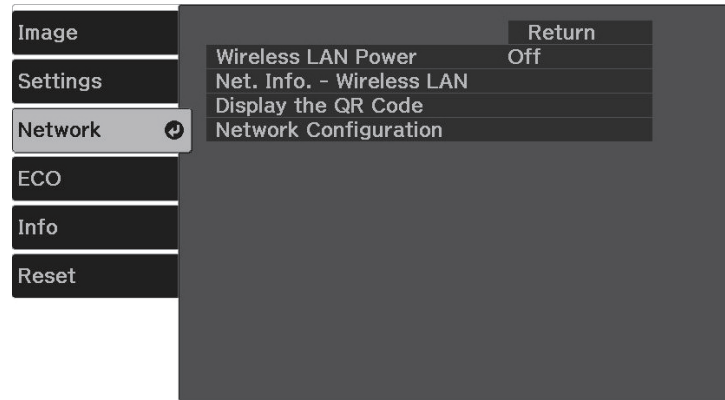 Image
Settings
Network
ECO
Info
Reset
Return
Wireless LAN Power Off
Net. Info. - Wireless LAN
Display the QR Code
Network Configuration